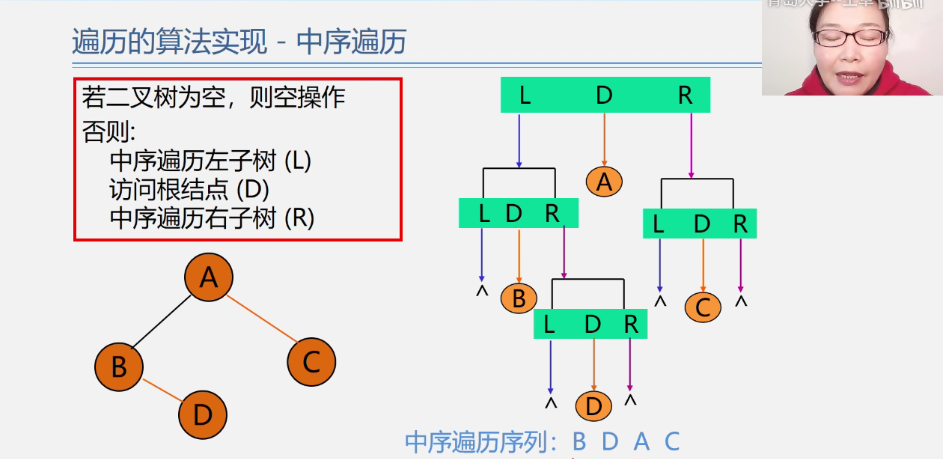 遍历的算法实现 - 中序遍历
若二叉树为空，则空操作
否则:
中序遍历左子树 (L)
访问根结点 (D)
中序遍历右子树 (R)
A
B
C
D
L D R
A
L D R
L D R
^
B
^
C
^
L D R
^
D
^
中序遍历序列：B D A C